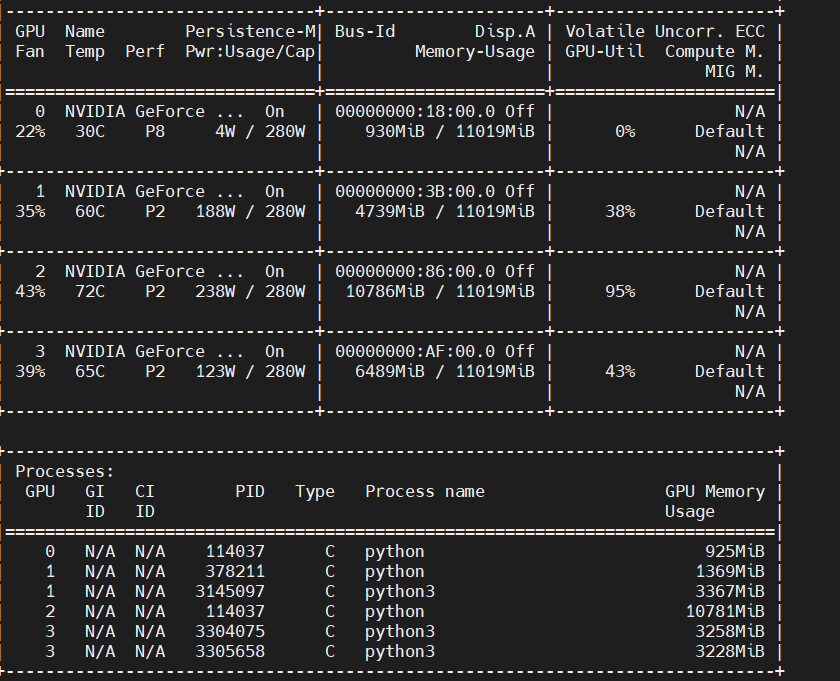 |-------------------------------+----------------------+----------------------+
| GPU  Name        Persistence-M| Bus-Id        Disp.A | Volatile Uncorr. ECC |
| Fan  Temp  Perf  Pwr:Usage/Cap|         Memory-Usage | GPU-Util  Compute M. |
|                               |                      |               MIG M. |
|===============================+======================+======================|
|   0  NVIDIA GeForce ...  On   | 00000000:18:00.0 Off |                  N/A |
| 22%   30C    P8     4W / 280W |    930MiB / 11019MiB |      0%      Default |
|                               |                      |                  N/A |
+-------------------------------+----------------------+----------------------+
|   1  NVIDIA GeForce ...  On   | 00000000:3B:00.0 Off |                  N/A |
| 35%   60C    P2   188W / 280W |   4739MiB / 11019MiB |     38%      Default |
|                               |                      |                  N/A |
+-------------------------------+----------------------+----------------------+
|   2  NVIDIA GeForce ...  On   | 00000000:86:00.0 Off |                  N/A |
| 43%   72C    P2   238W / 280W |  10786MiB / 11019MiB |     95%      Default |
|                               |                      |                  N/A |
+-------------------------------+----------------------+----------------------+
|   3  NVIDIA GeForce ...  On   | 00000000:AF:00.0 Off |                  N/A |
| 39%   65C    P2   123W / 280W |   6489MiB / 11019MiB |     43%      Default |
|                               |                      |                  N/A |
+-------------------------------+----------------------+----------------------+

+-----------------------------------------------------------------------------+
| Processes:                                                                  |
|  GPU   GI   CI        PID   Type   Process name                  GPU Memory |
|        ID   ID                                                   Usage      |
|=============================================================================|
|    0   N/A  N/A    114037      C   python                            925MiB |
|    1   N/A  N/A    378211      C   python                           1369MiB |
|    1   N/A  N/A   3145097      C   python3                          3367MiB |
|    2   N/A  N/A    114037      C   python                          10781MiB |
|    3   N/A  N/A   3304075      C   python3                          3258MiB |
|    3   N/A  N/A   3305658      C   python3                          3228MiB |
+-----------------------------------------------------------------------------+